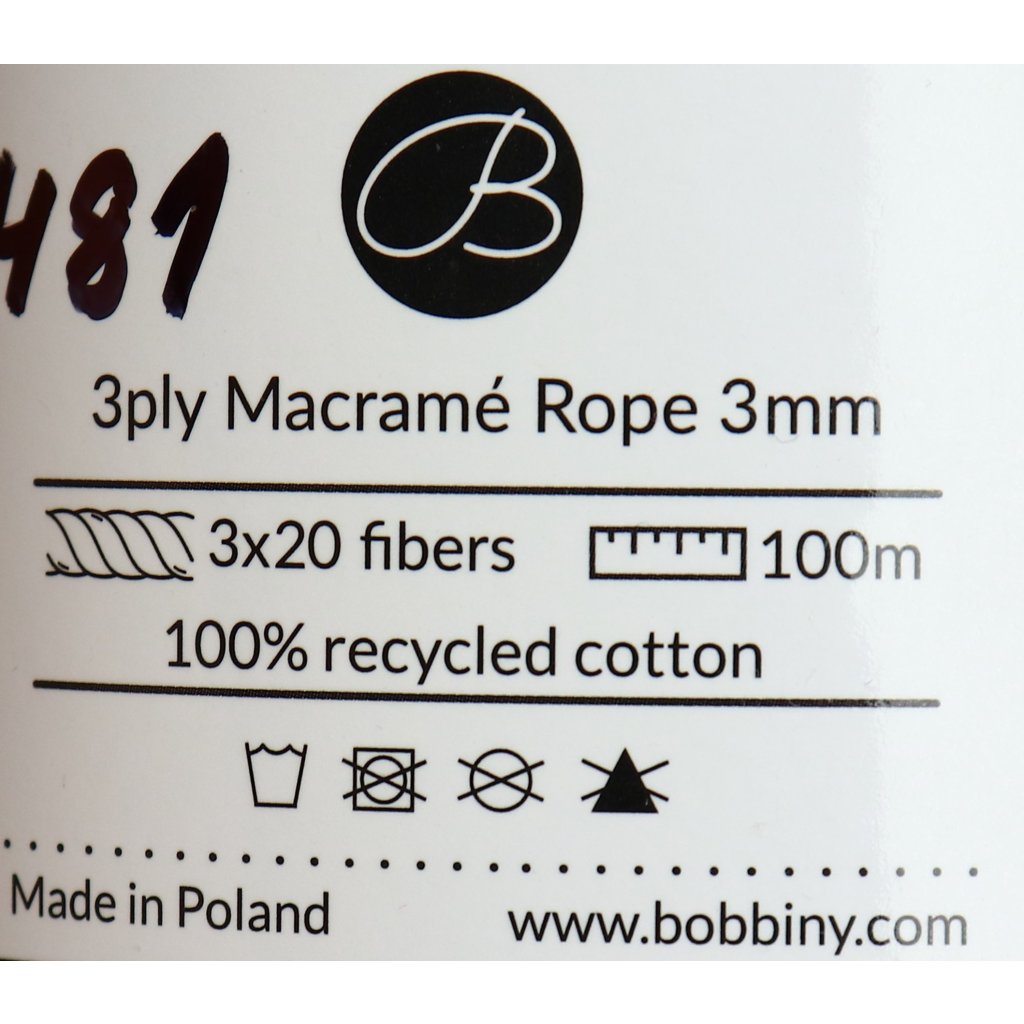 481
B
3ply Macramé Rope 3mm
3x20 fibers 100m
100% recycled cotton
Made in Poland www.bobbiny.com